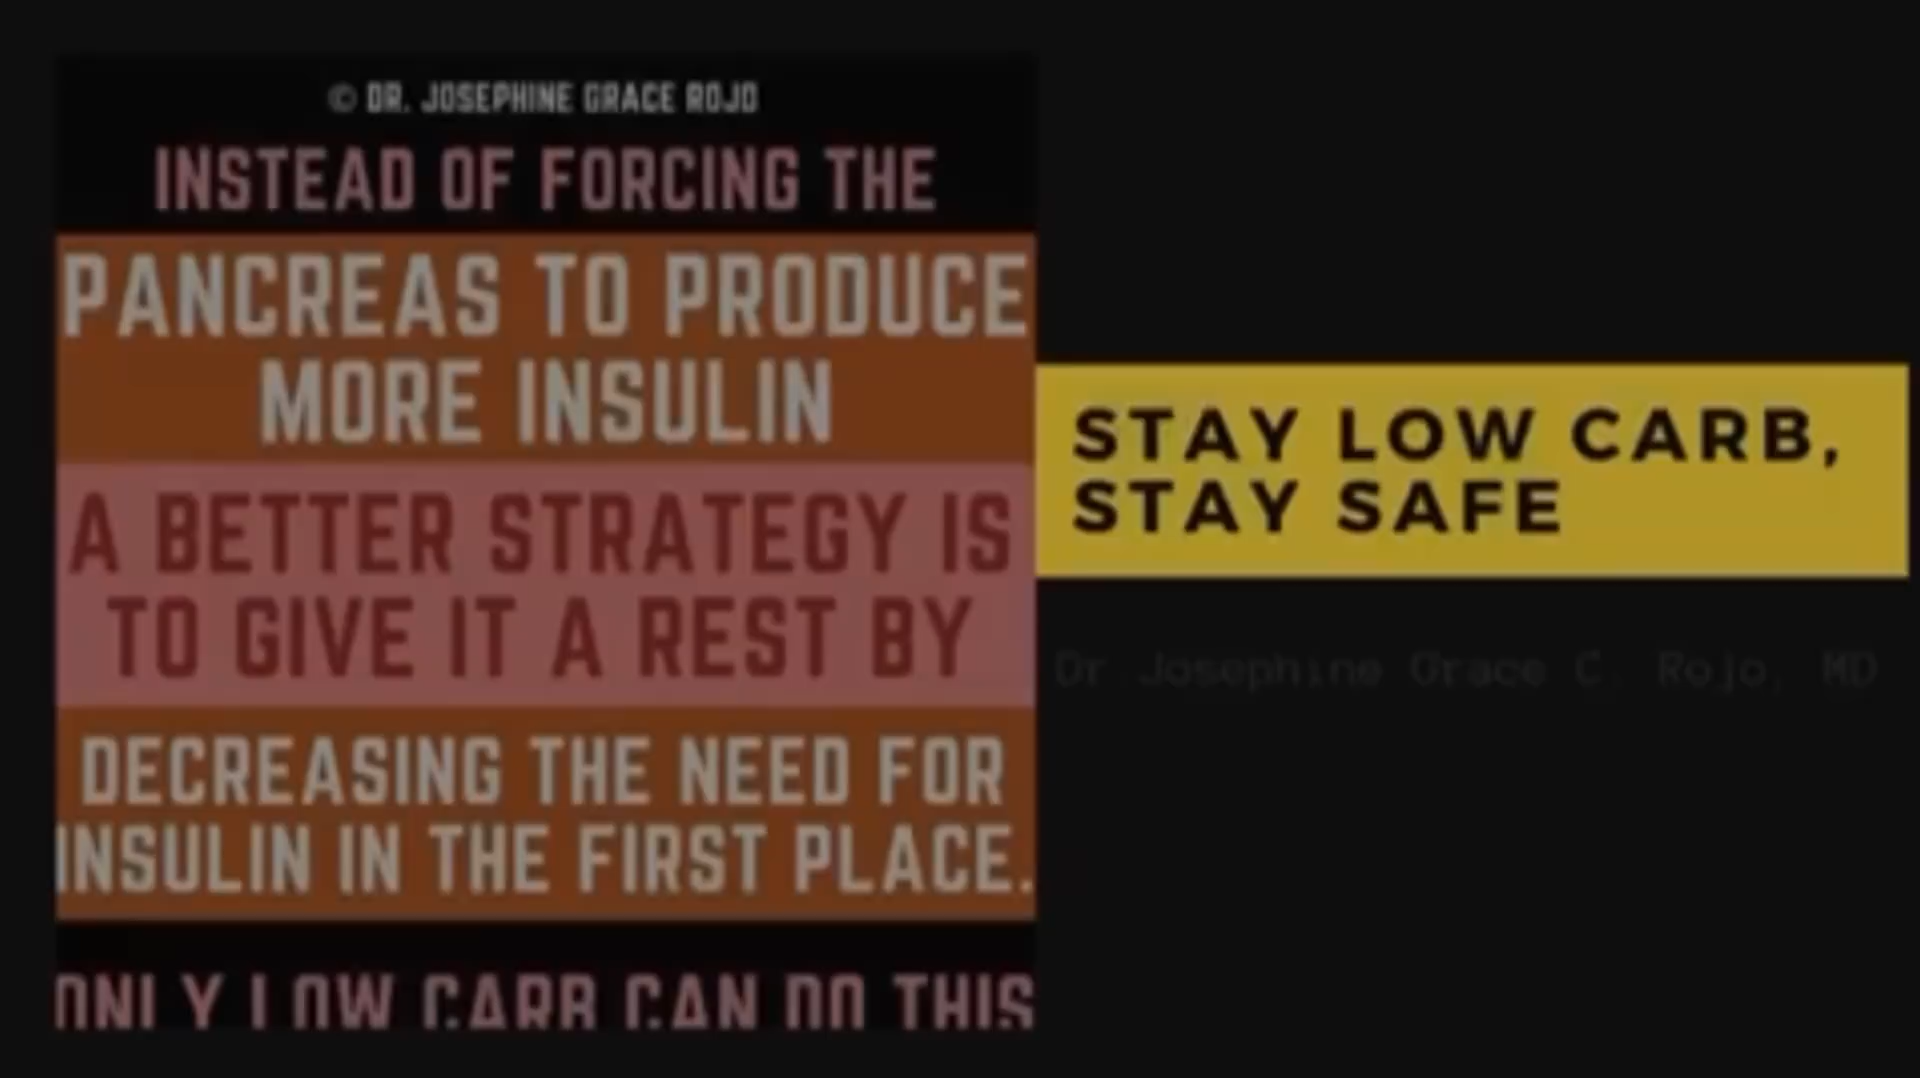 © DR. JOSEPHINE GRACE ROJO
INSTEAD OF FORCING THE
PANCREAS TO PRODUCE
MORE INSULIN
A BETTER STRATEGY IS
TO GIVE IT A REST BY
DECREASING THE NEED FOR
INSULIN IN THE FIRST PLACE.
ONLY LOW CARB CAN DO THIS
STAY LOW CARB,
STAY SAFE
Dr Josephine Grace C. Rojo, MD